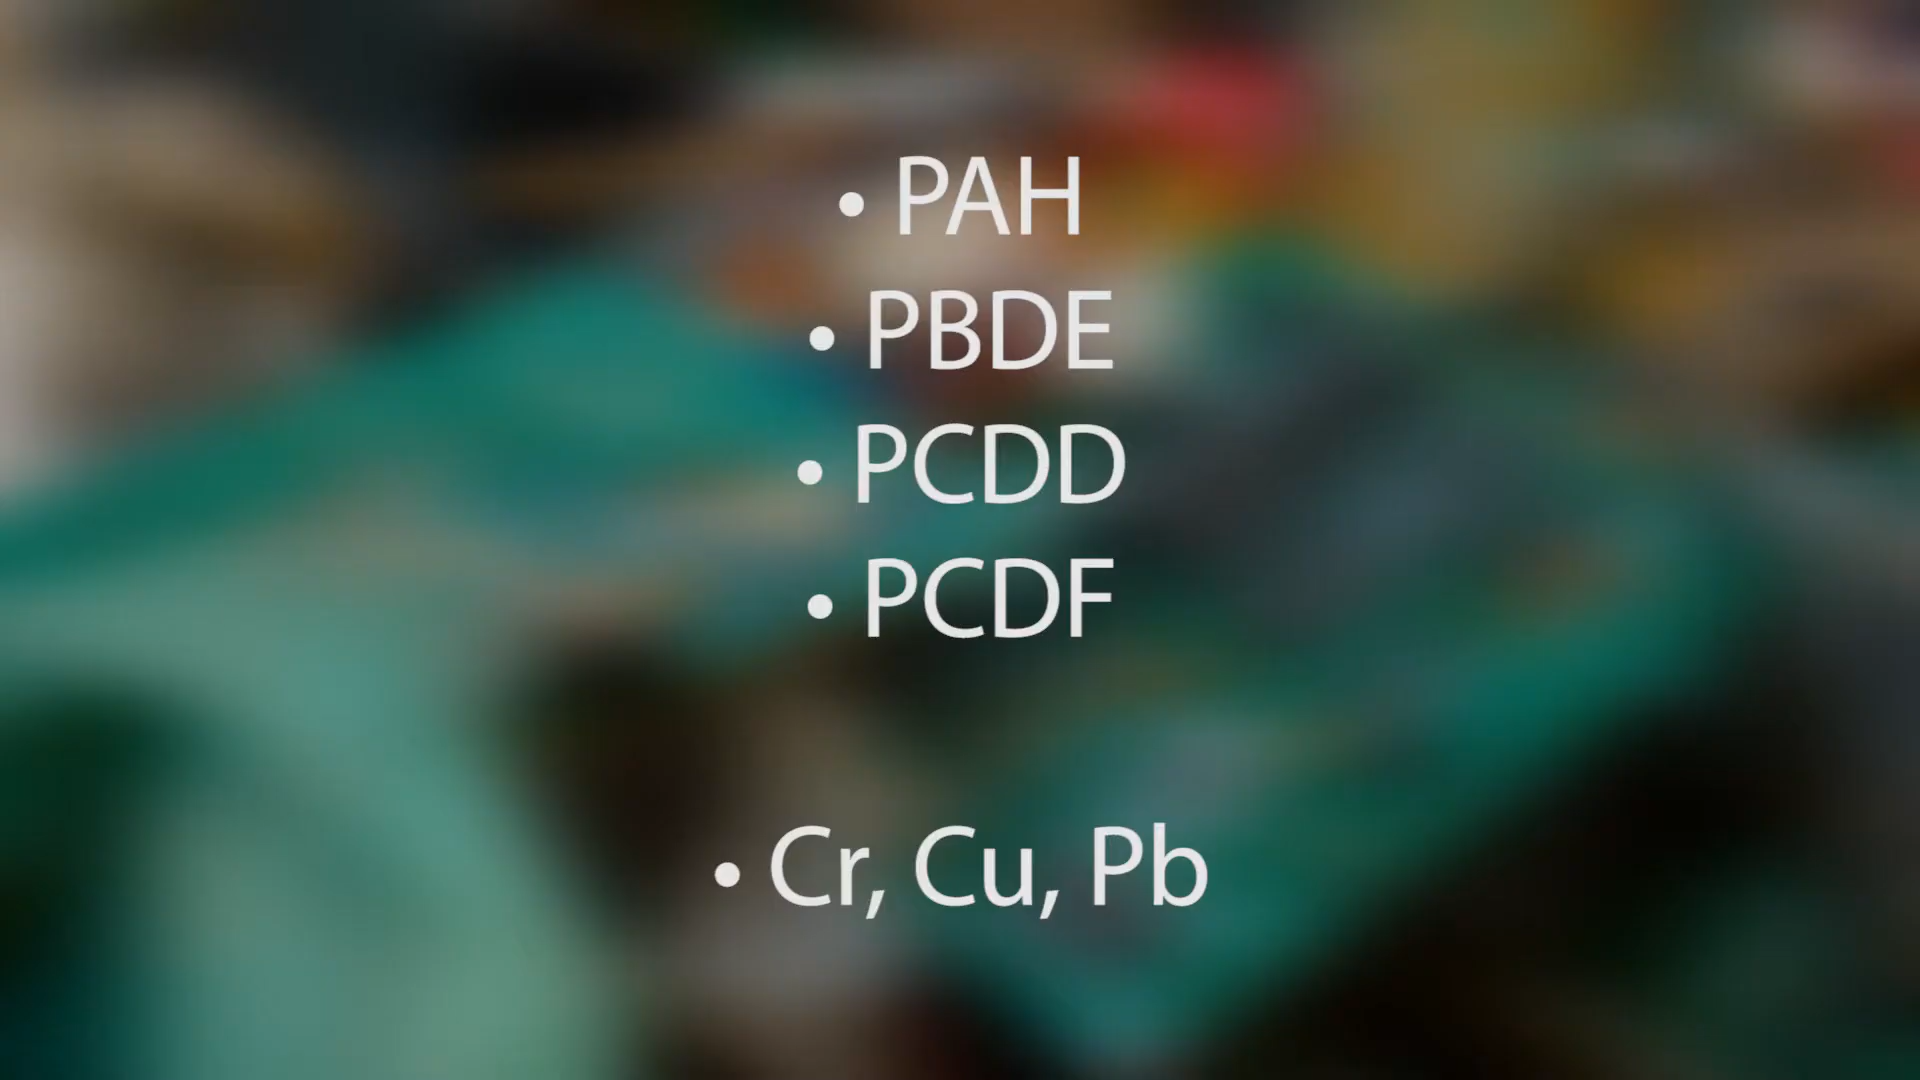 • PAH
• PBDE
• PCDD
• PCDF
• Cr, Cu, Pb